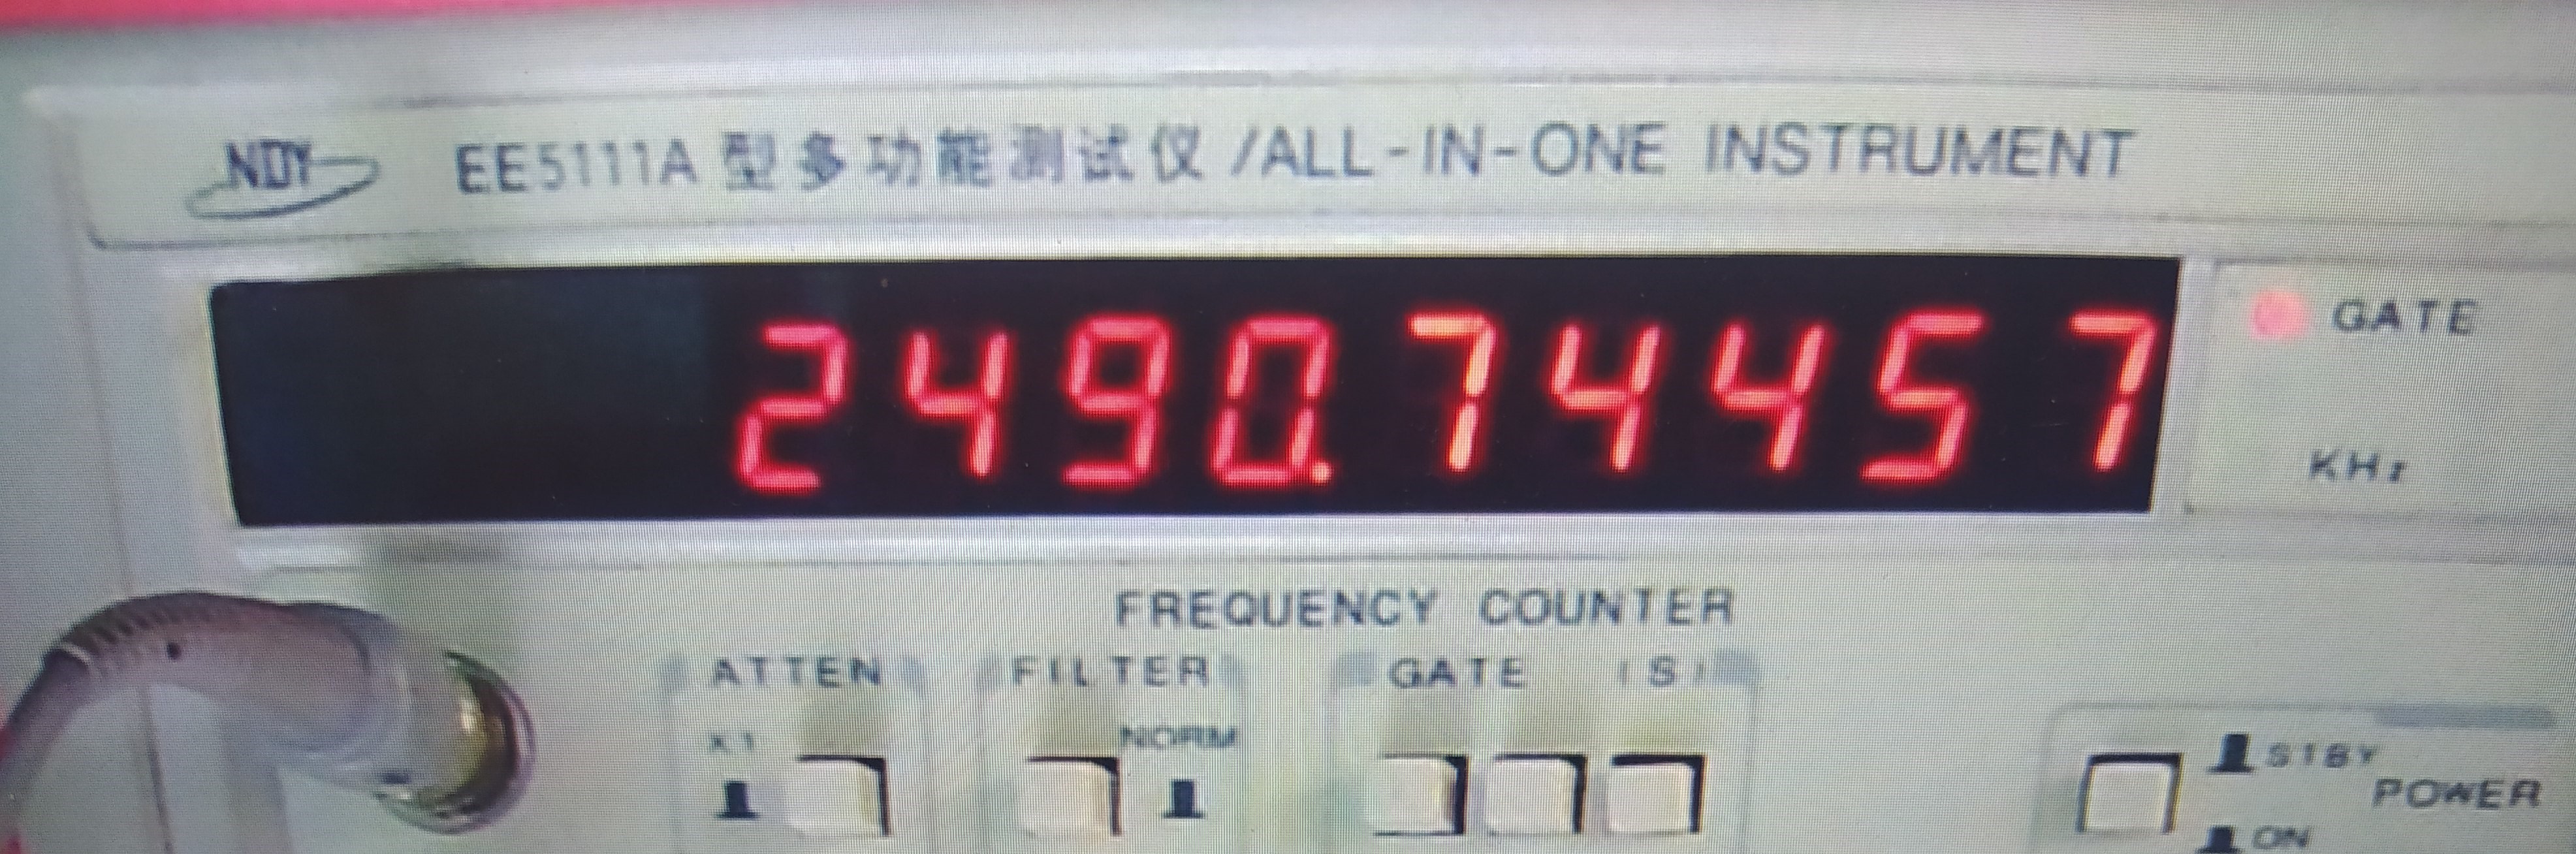 NDY EE5111A 型多功能测试仪 /ALL-IN-ONE INSTRUMENT
2490.74457
GATE
KHz
FREQUENCY COUNTER
ATTEN FILTER GATE (S)
X1 NORM
STBY
POWER
ON